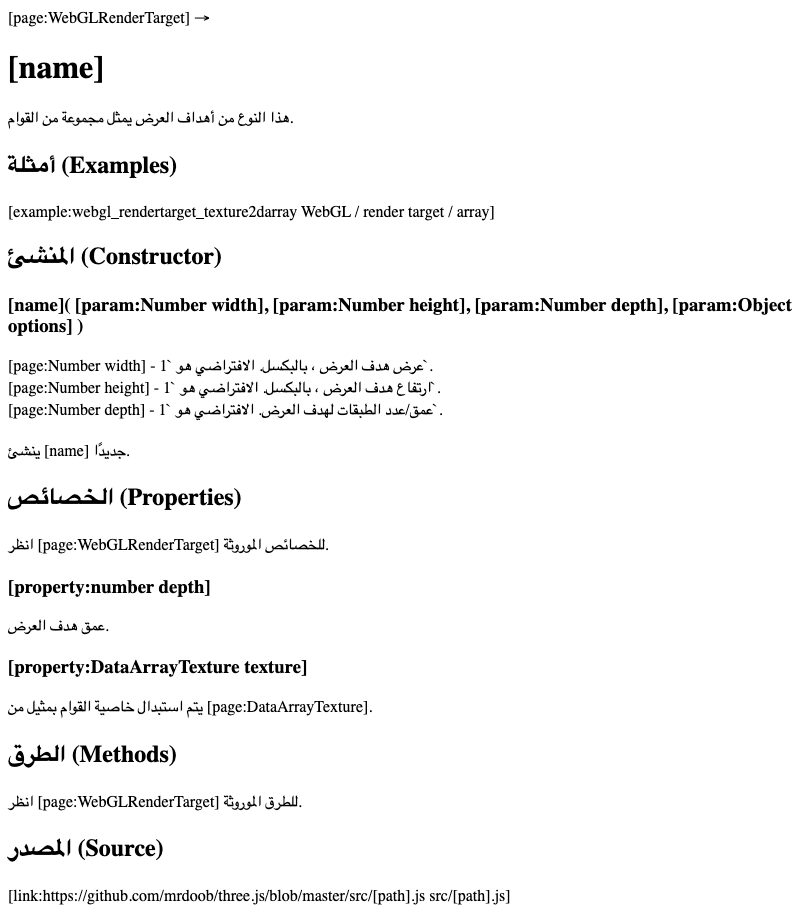 [page:WebGLRenderTarget] →
[name]
هذا النوع من أهداف العرض يمثل مجموعة من القوام.
أمثلة (Examples)
[example:webgl_rendertarget_texture2darray WebGL / render target / array]
المنشئ (Constructor)
[name]( [param:Number width], [param:Number height], [param:Number depth], [param:Object
options] )
[page:Number width] - عرض هدف العرض ، بالبكسل. الافتراضي هو `1`.
[page:Number height] - ارتفاع هدف العرض ، بالبكسل. الافتراضي هو `1`.
[page:Number depth] - عمق/عدد الطبقات لهدف العرض. الافتراضي هو `1`.
ينشئ [name] جديدًا.
الخصائص (Properties)
انظر [page:WebGLRenderTarget] للخصائص الموروثة.
[property:number depth]
عمق هدف العرض.
[property:DataArrayTexture texture]
يتم استبدال خاصية القوام بمثيل من [page:DataArrayTexture].
الطرق (Methods)
انظر [page:WebGLRenderTarget] للطرق الموروثة.
المصدر (Source)
[link:https://github.com/mrdoob/three.js/blob/master/src/[path].js src/[path].js]